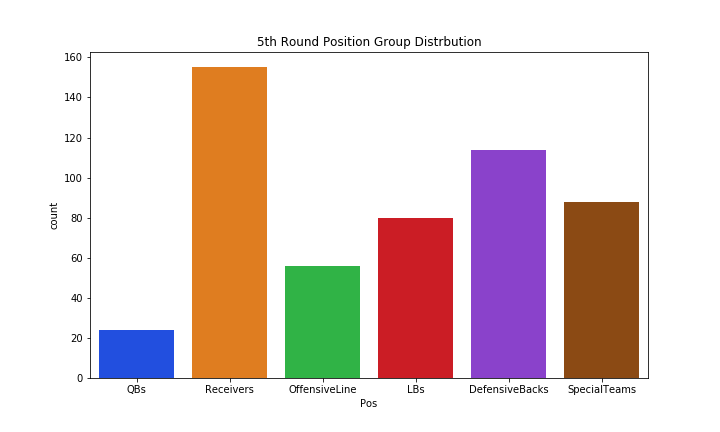 5th Round Position Group Distrbution
160
140
120
100
80
60
40
20
0
count
QBs Receivers OffensiveLine LBs DefensiveBacks SpecialTeams
Pos